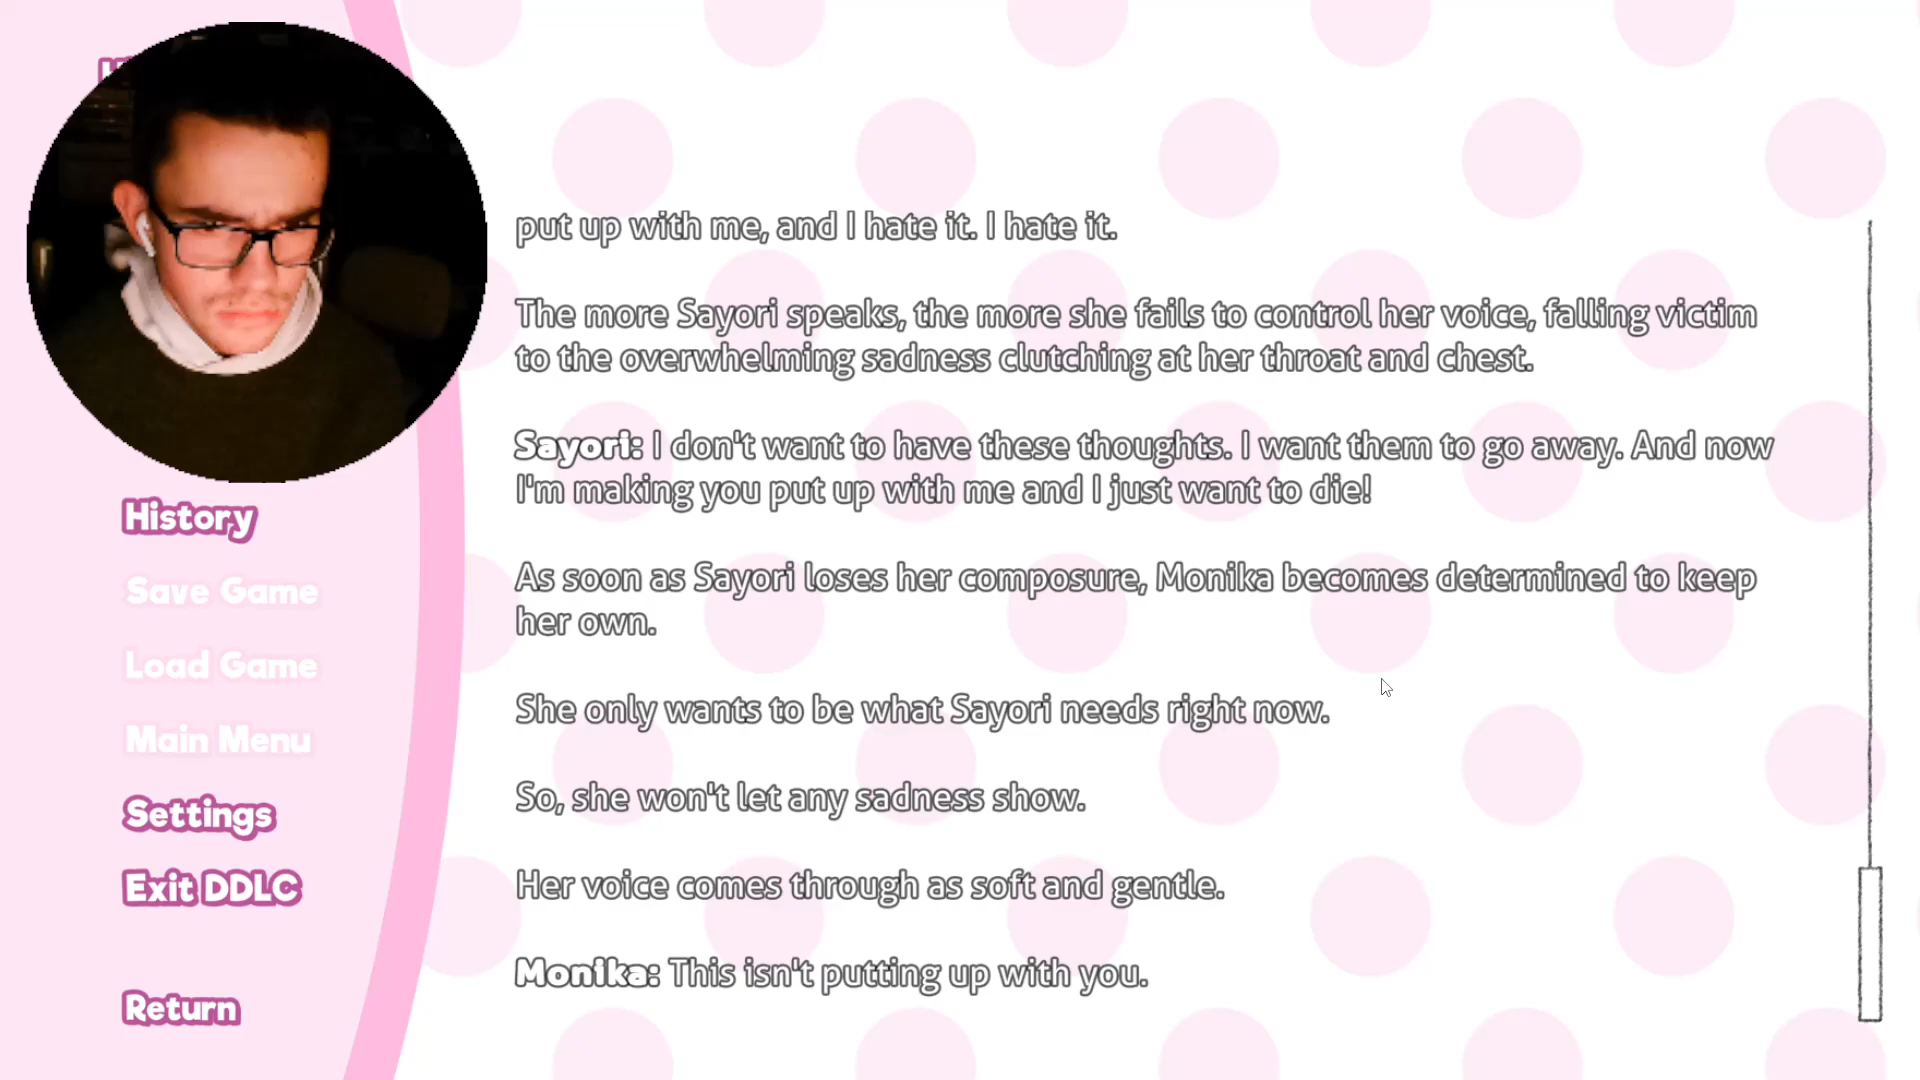 put up with me, and I hate it. I hate it.
The more Sayori speaks, the more she fails to control her voice, falling victim
to the overwhelming sadness clutching at her throat and chest.
Sayori: I don't want to have these thoughts. I want them to go away. And now
I'm making you put up with me and I just want to die!
As soon as Sayori loses her composure, Monika becomes determined to keep
her own.
She only wants to be what Sayori needs right now.
So, she won't let any sadness show.
Her voice comes through as soft and gentle.
Monika: This isn't putting up with you.
History
Save Game
Load Game
Main Menu
Settings
Exit DDLC
Return